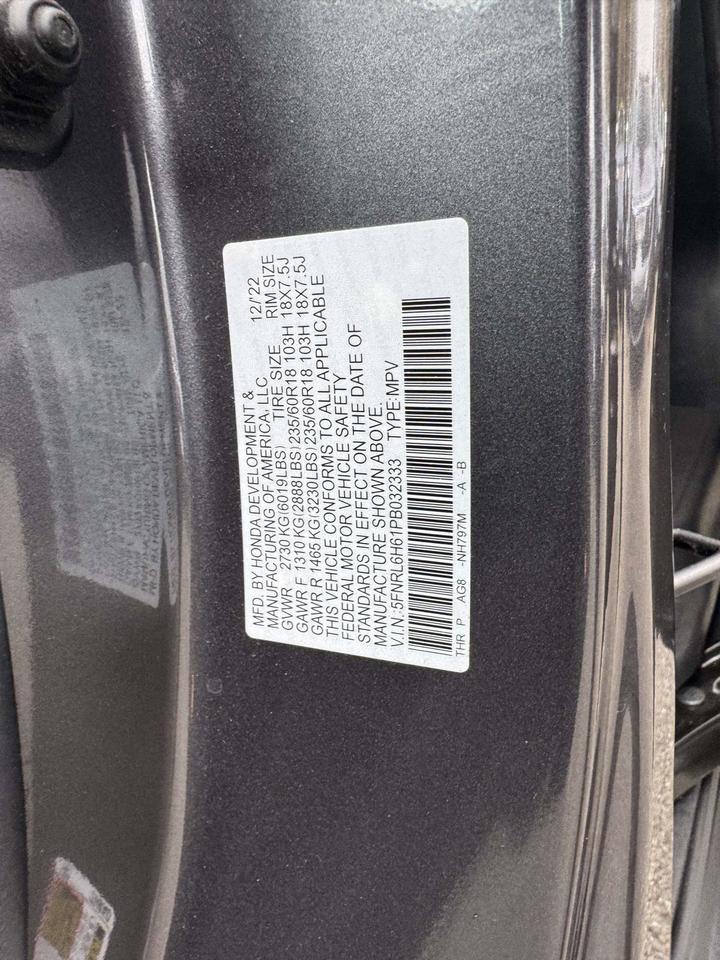 MFD. BY HONDA DEVELOPMENT & 12/'22
MANUFACTURING OF AMERICA, LLC TIRE SIZE RIM SIZE
GVWR 2730 KG(6019LBS)
GAWR F 1310 KG(2888LBS)235/60R18 103H 18X7.5J
GAWR R 1465 KG(3230LBS)235/60R18 103H 18X7.5J
THIS VEHICLE CONFORMS TO ALL APPLICABLE
FEDERAL MOTOR VEHICLE SAFETY
STANDARDS IN EFFECT ON THE DATE OF
MANUFACTURE SHOWN ABOVE.
V.I.N:5FNRL6H61PB032333 TYPE:MPV
THR P AG8 -NH797M -A -B